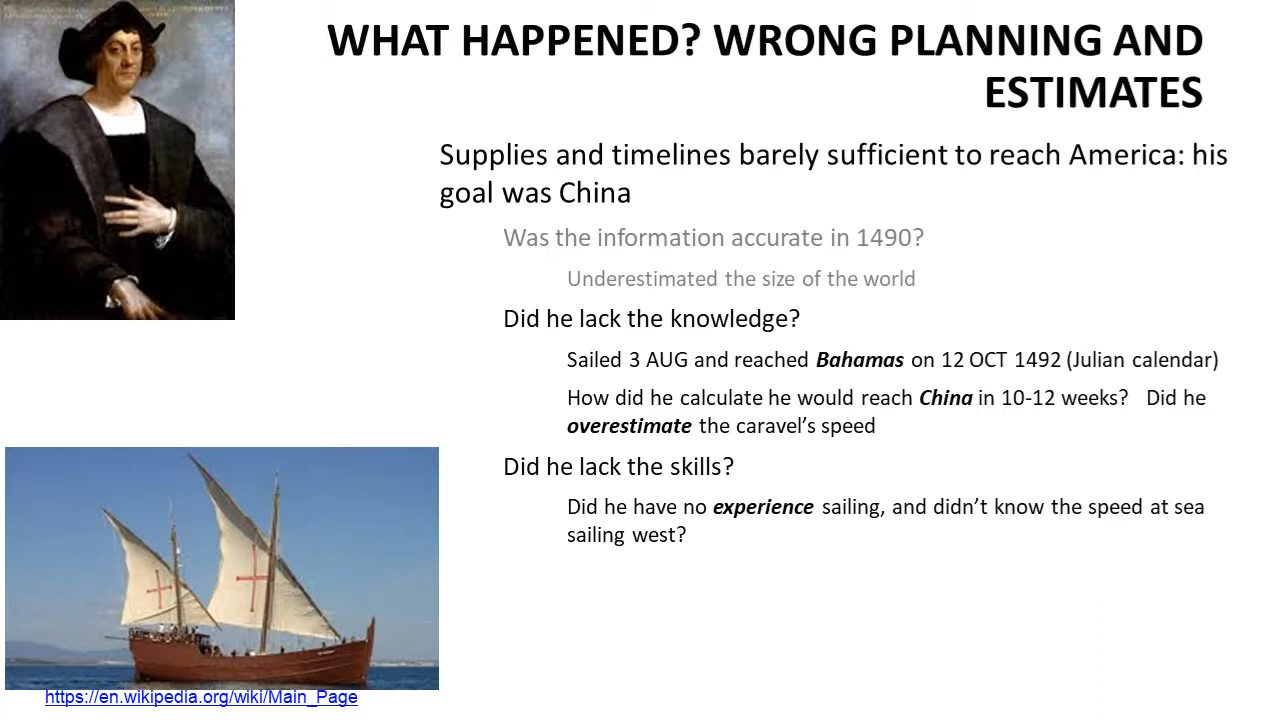 WHAT HAPPENED? WRONG PLANNING AND
ESTIMATES
Supplies and timelines barely sufficient to reach America: his
goal was China
Was the information accurate in 1490?
Underestimated the size of the world
Did he lack the knowledge?
Sailed 3 AUG and reached Bahamas on 12 OCT 1492 (Julian calendar)
How did he calculate he would reach China in 10-12 weeks? Did he
overestimate the caravel’s speed
Did he lack the skills?
Did he have no experience sailing, and didn’t know the speed at sea
sailing west?
https://en.wikipedia.org/wiki/Main_Page